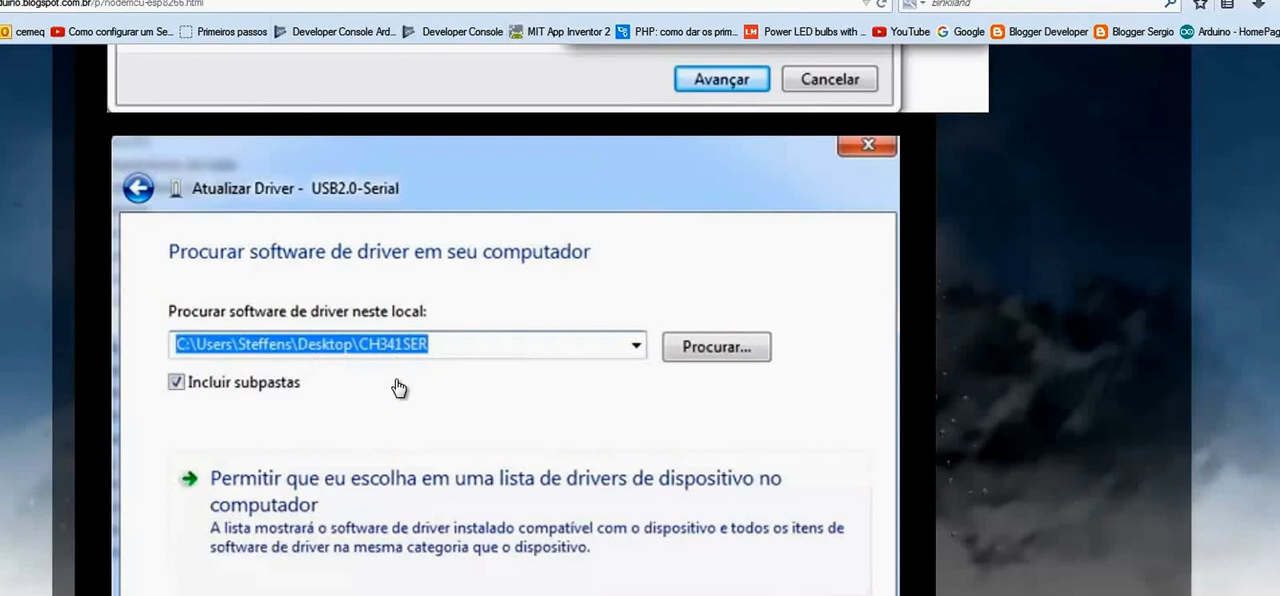 duino.blogspot.com.br/p/nodemcu-esp8266.html
cemeq Como configurar um Se... Primeiros passos Developer Console Ard... Developer Console MIT App Inventor 2 PHP: como dar os prim... Power LED bulbs with ... YouTube Google Blogger Developer Blogger Sergio Arduino - HomePag
Avançar Cancelar
Atualizar Driver - USB2.0-Serial
Procurar software de driver em seu computador
Procurar software de driver neste local:
C:\Users\Steffens\Desktop\CH341SER Procurar...
Incluir subpastas
Permitir que eu escolha em uma lista de drivers de dispositivo no
computador
A lista mostrará o software de driver instalado compatível com o dispositivo e todos os itens de
software de driver na mesma categoria que o dispositivo.